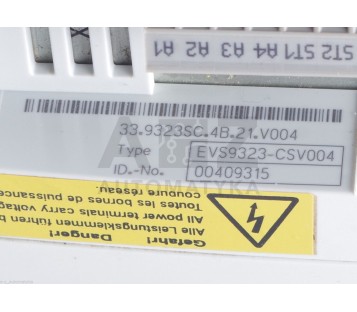 X
ST2 ST1 A4 A3 A2 A1
33.9323SC.4B.21.V004
Type EVS9323-CSV004
ID.-No. 00409315
AUTOMATYKA
Gefahr!
Alle Leistungsklemmen führen b
Danger!
All power terminals carry voltag
Toutes les bornes de puissance
coupure réseau.